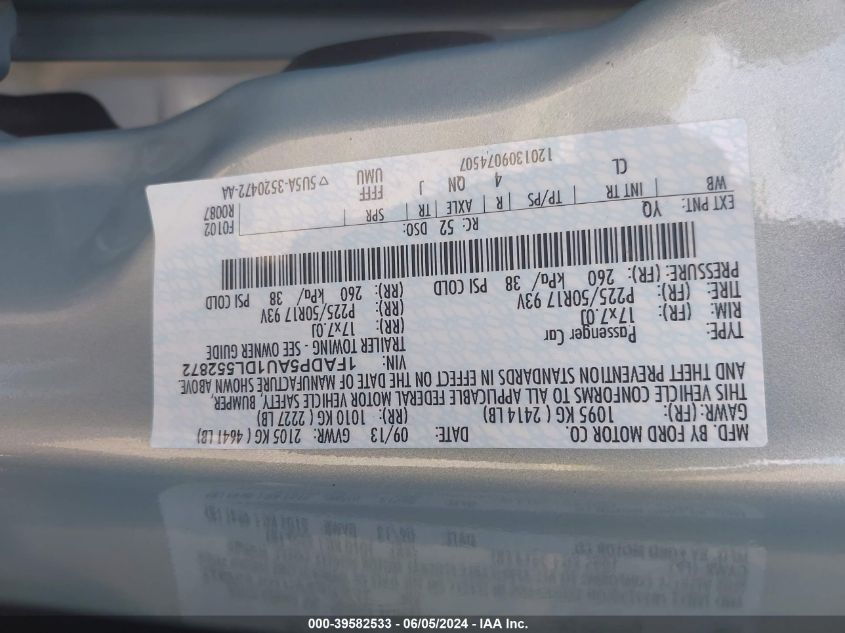 MFD. BY FORD MOTOR CO.
DATE: 09/13 GVWR: 2105 KG ( 4641 LB)
GAWR: (FR): 1095 KG ( 2414 LB) (RR): 1010 KG ( 2227 LB)
THIS VEHICLE CONFORMS TO ALL APPLICABLE FEDERAL MOTOR VEHICLE SAFETY, BUMPER,
AND THEFT PREVENTION STANDARDS IN EFFECT ON THE DATE OF MANUFACTURE SHOWN ABOVE.
VIN: 1FADP5AU1DL552872
TYPE: Passenger Car TRAILER TOWING - SEE OWNER GUIDE
RIM: (FR): 17x7.0J (RR): 17x7.0J
TIRE: (FR): P225/50R17 93V (RR): P225/50R17 93V
PRESSURE: (FR): 260 kPa/ 38 PSI COLD (RR): 260 kPa/ 38 PSI COLD
EXT PNT: YQ RC: 52 DSO: F0102
R0087
WB INT TR TP/PS R AXLE TR SPR
CL 4 QN J FFFF
UMU
1201309074507 5U5A-3520472-AA
000-39582533 - 06/05/2024 - IAA Inc.